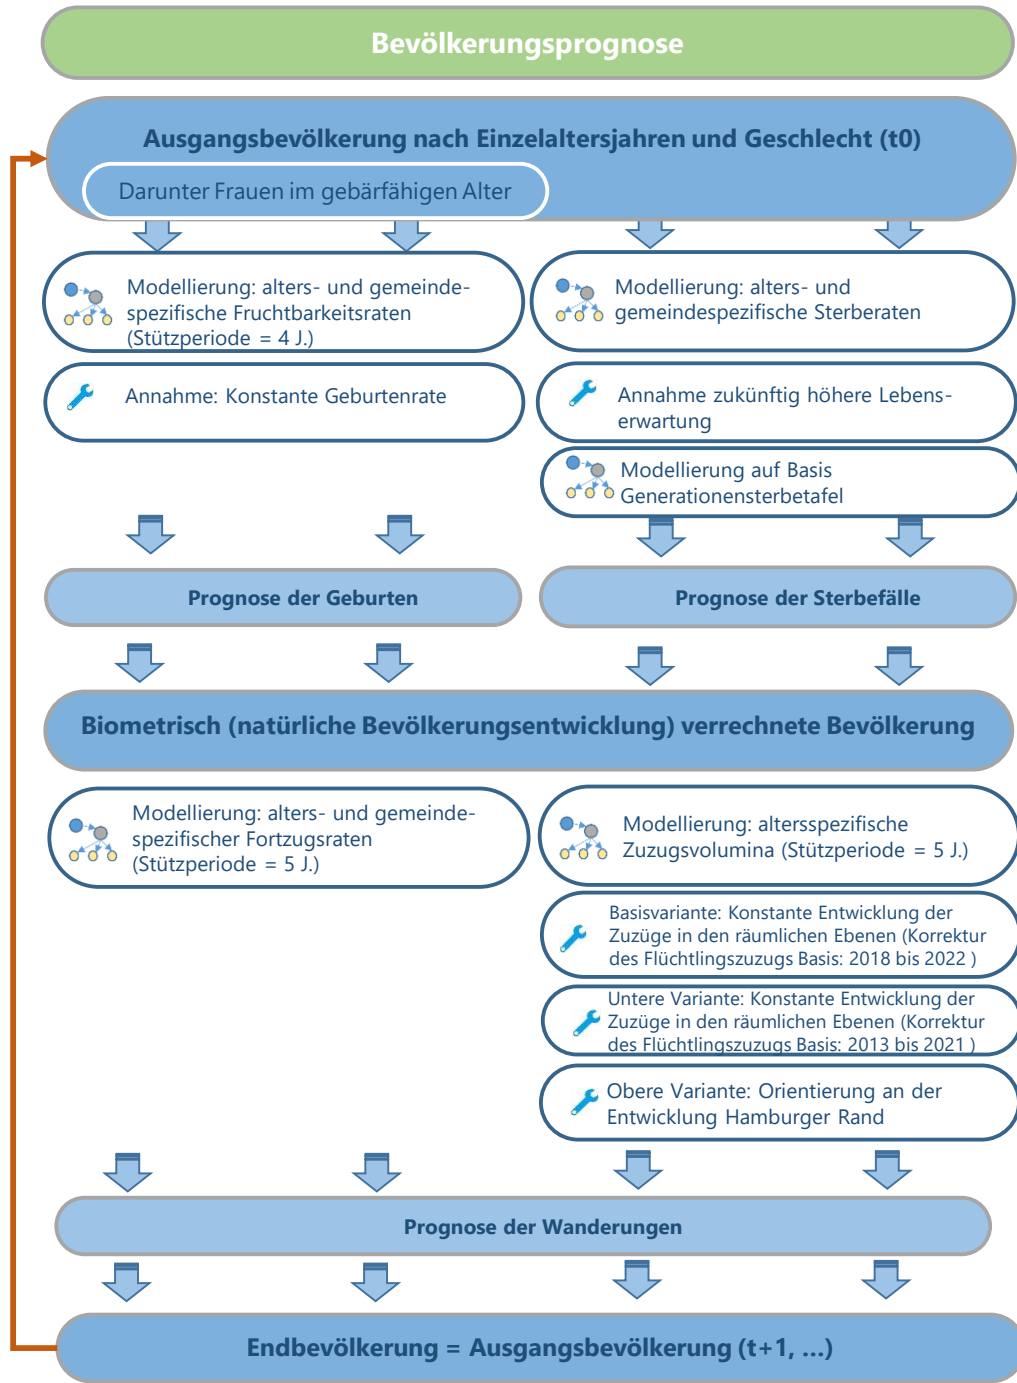 Bevölkerungsprognose
Ausgangsbevölkerung nach Einzelaltersjahren und Geschlecht (t0)
Darunter Frauen im gebärfähigen Alter
Modellierung: alters- und gemeinde-
spezifische Fruchtbarkeitsraten
(Stützperiode = 4 J.)
Annahme: Konstante Geburtenrate
Modellierung: alters- und
gemeindespezifische Sterberaten
Annahme zukünftig höhere Lebens-
erwartung
Modellierung auf Basis
Generationensterbetafel
Prognose der Geburten
Prognose der Sterbefälle
Biometrisch (natürliche Bevölkerungsentwicklung) verrechnete Bevölkerung
Modellierung: alters- und gemeinde-
spezifischer Fortzugsraten
(Stützperiode = 5 J.)
Modellierung: altersspezifische
Zuzugsvolumina (Stützperiode = 5 J.)
Basisvariante: Konstante Entwicklung der
Zuzüge in den räumlichen Ebenen (Korrektur
des Flüchtlingszuzugs Basis: 2018 bis 2022 )
Untere Variante: Konstante Entwicklung der
Zuzüge in den räumlichen Ebenen (Korrektur
des Flüchtlingszuzugs Basis: 2013 bis 2021 )
Obere Variante: Orientierung an der
Entwicklung Hamburger Rand
Prognose der Wanderungen
Endbevölkerung = Ausgangsbevölkerung (t+1, ...)